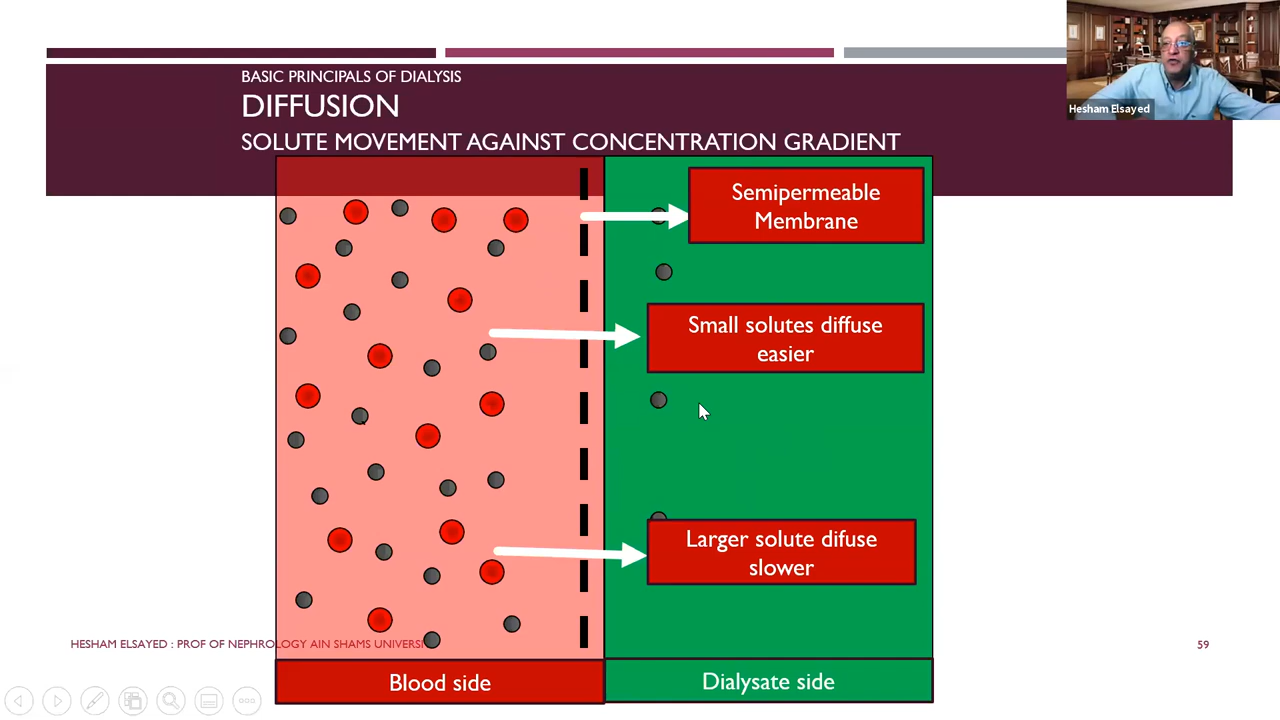 BASIC PRINCIPALS OF DIALYSIS
DIFFUSION
SOLUTE MOVEMENT AGAINST CONCENTRATION GRADIENT
Hesham Elsayed
Semipermeable
Membrane
Small solutes diffuse
easier
Larger solute difuse
slower
HESHAM ELSAYED : PROF OF NEPHROLOGY AIN SHAMS UNIVERSI
59
Blood side
Dialysate side